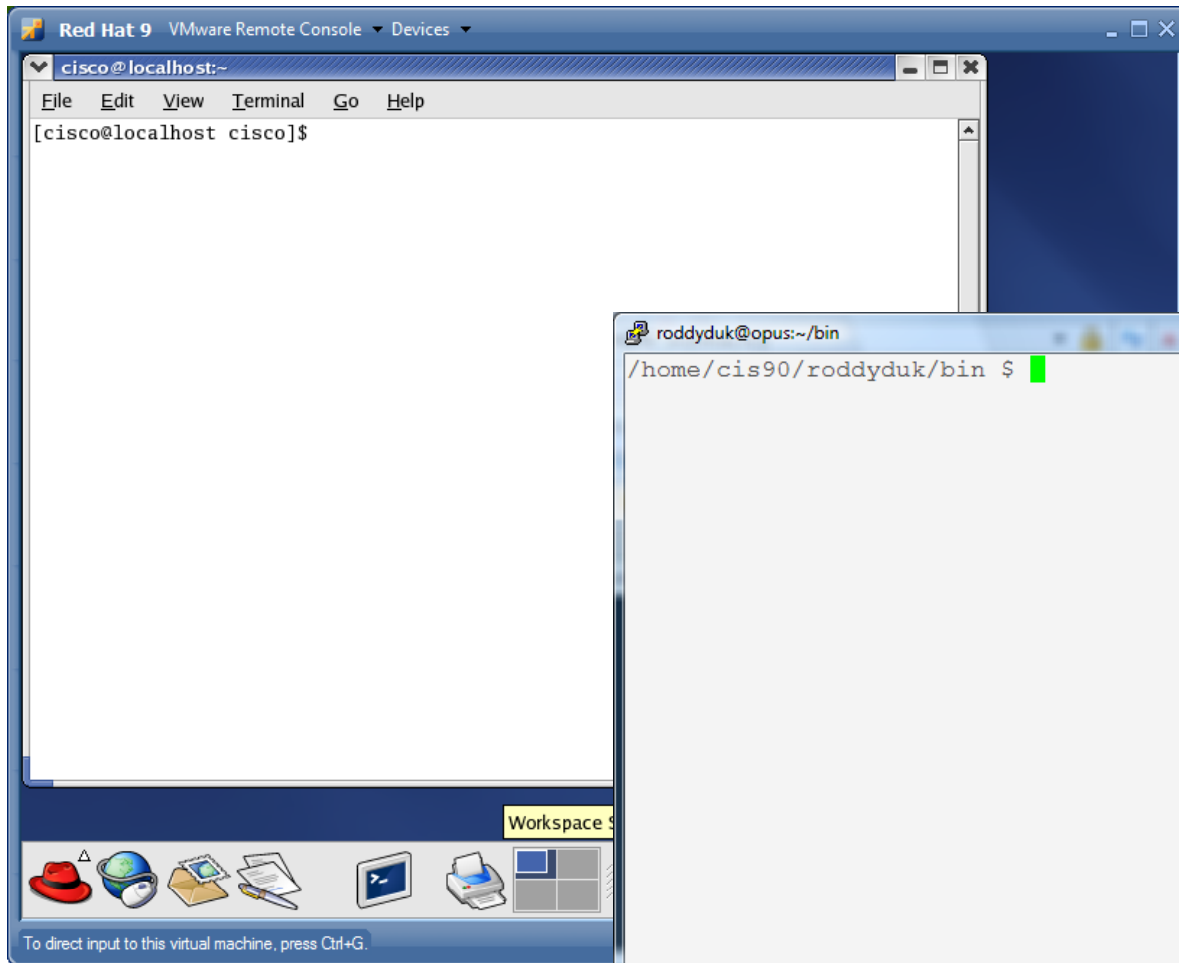 Red Hat 9 VMware Remote Console Devices
cisco@localhost:~
File Edit View Terminal Go Help
[cisco@localhost cisco]$
roddyduk@opus:~/bin
/home/cis90/roddyduk/bin $
Workspace S
To direct input to this virtual machine, press Ctrl+G.